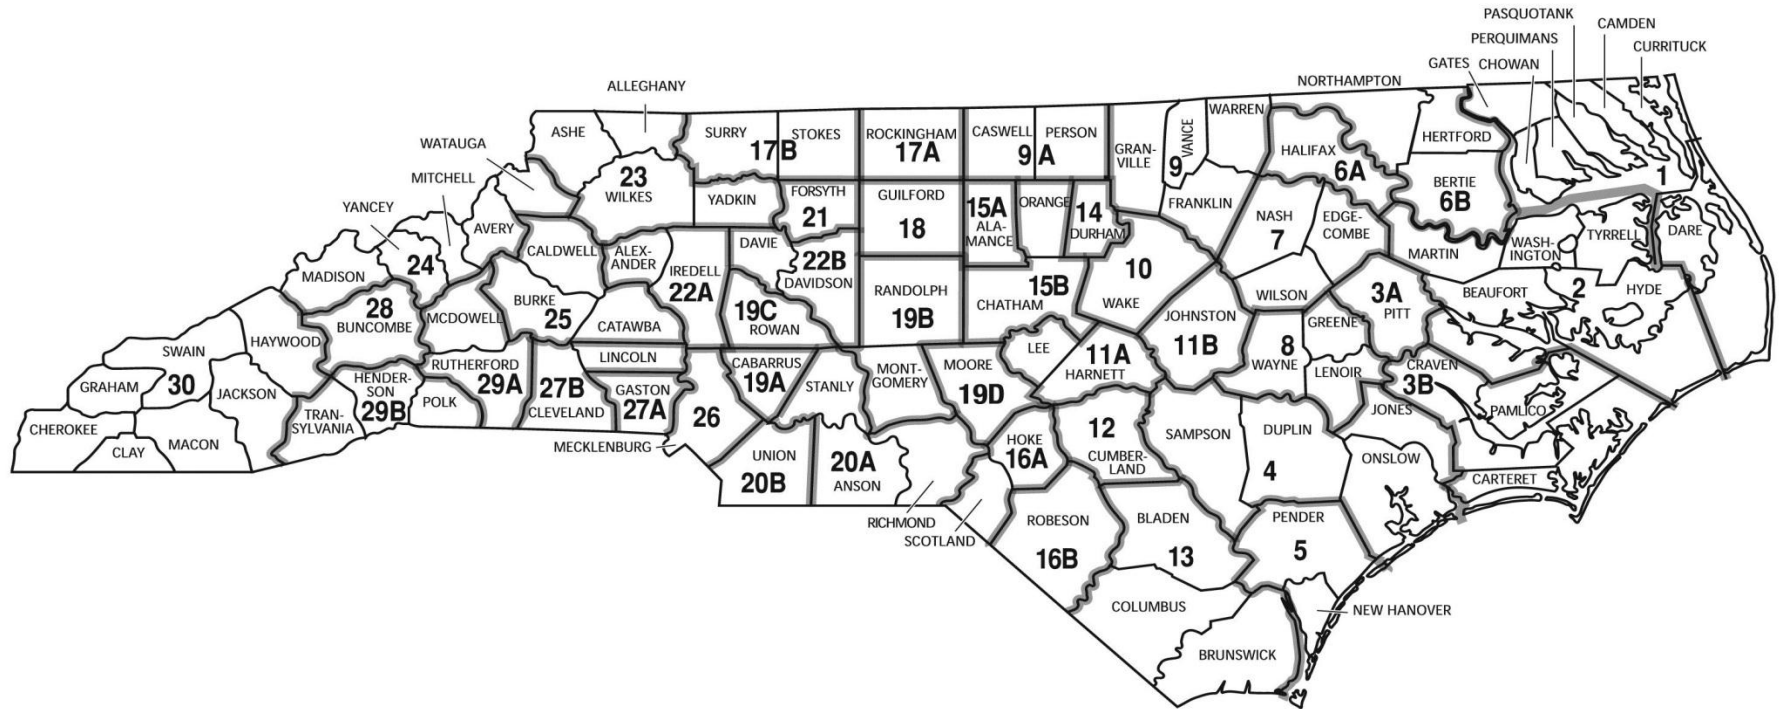 PASQUOTANK
CAMDEN
PERQUIMANS
CURRITUCK
GATES
CHOWAN
NORTHAMPTON
ALLEGHANY
WATAUGA
MITCHELL
YANCEY
ASHE
SURRY
STOKES
17B
ROCKINGHAM
17A
CASWELL
PERSON
9A
GRAN-
VILLE
VANCE
9
WARREN
HALIFAX
6A
HERTFORD
BERTIE
6B
1
23
WILKES
YADKIN
FORSYTH
21
GUILFORD
18
15A
ALA-
MANCE
ORANGE
14
DURHAM
FRANKLIN
NASH
7
EDGE-
COMBE
MARTIN
WASH-
INGTON
TYRRELL
DARE
AVERY
24
MADISON
CALDWELL
ALEX-
ANDER
IREDELL
22A
DAVIE
22B
DAVIDSON
RANDOLPH
19B
CHATHAM
15B
10
WAKE
WILSON
3A
PITT
BEAUFORT
2
HYDE
28
BUNCOMBE
MCDOWELL
BURKE
25
CATAWBA
19C
ROWAN
JOHNSTON
11B
GREENE
8
WAYNE
LENOIR
CRAVEN
3B
PAMLICO
JONES
HAYWOOD
SWAIN
30
GRAHAM
JACKSON
CHEROKEE
CLAY
MACON
TRAN-
SYLVANIA
HENDER-
SON
29B
POLK
RUTHERFORD
29A
27B
CLEVELAND
LINCOLN
GASTON
27A
26
MECKLENBURG
CABARRUS
19A
STANLY
MONT-
GOMERY
MOORE
19D
LEE
11A
HARNETT
UNION
20B
20A
ANSON
RICHMOND
SCOTLAND
HOKE
16A
12
CUMBER-
LAND
SAMPSON
DUPLIN
4
ONSLOW
CARTERET
ROBESON
16B
BLADEN
13
PENDER
5
COLUMBUS
NEW HANOVER
BRUNSWICK